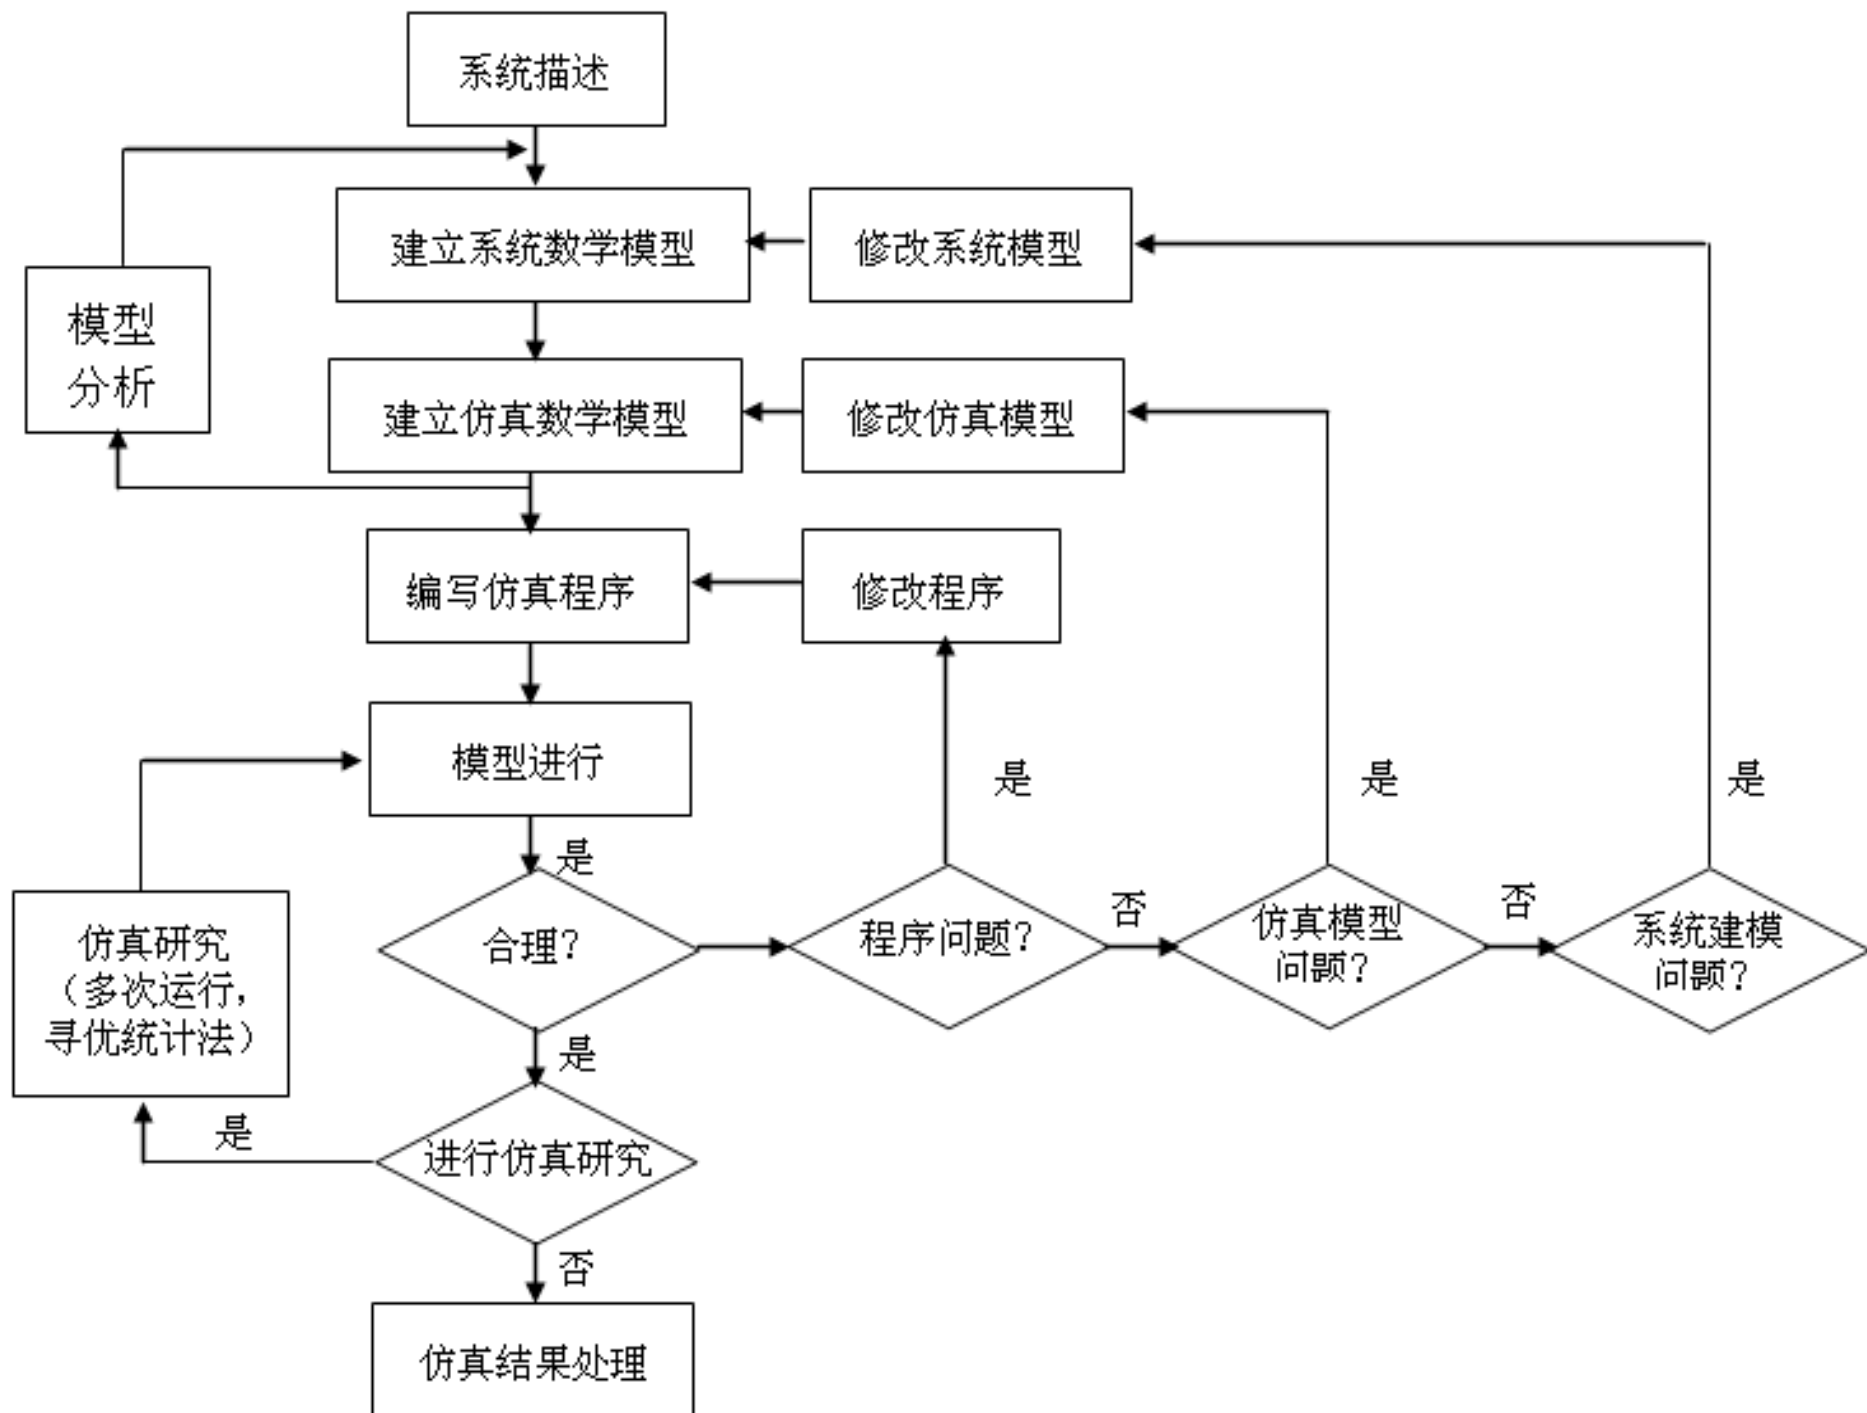 系统描述
建立系统数学模型
修改系统模型
模型
分析
建立仿真数学模型
修改仿真模型
编写仿真程序
修改程序
模型进行
是
是
是
是
合理？
程序问题？
否
仿真模型
问题？
否
系统建模
问题？
仿真研究
（多次运行，
寻优统计法）
是
是
进行仿真研究
否
仿真结果处理